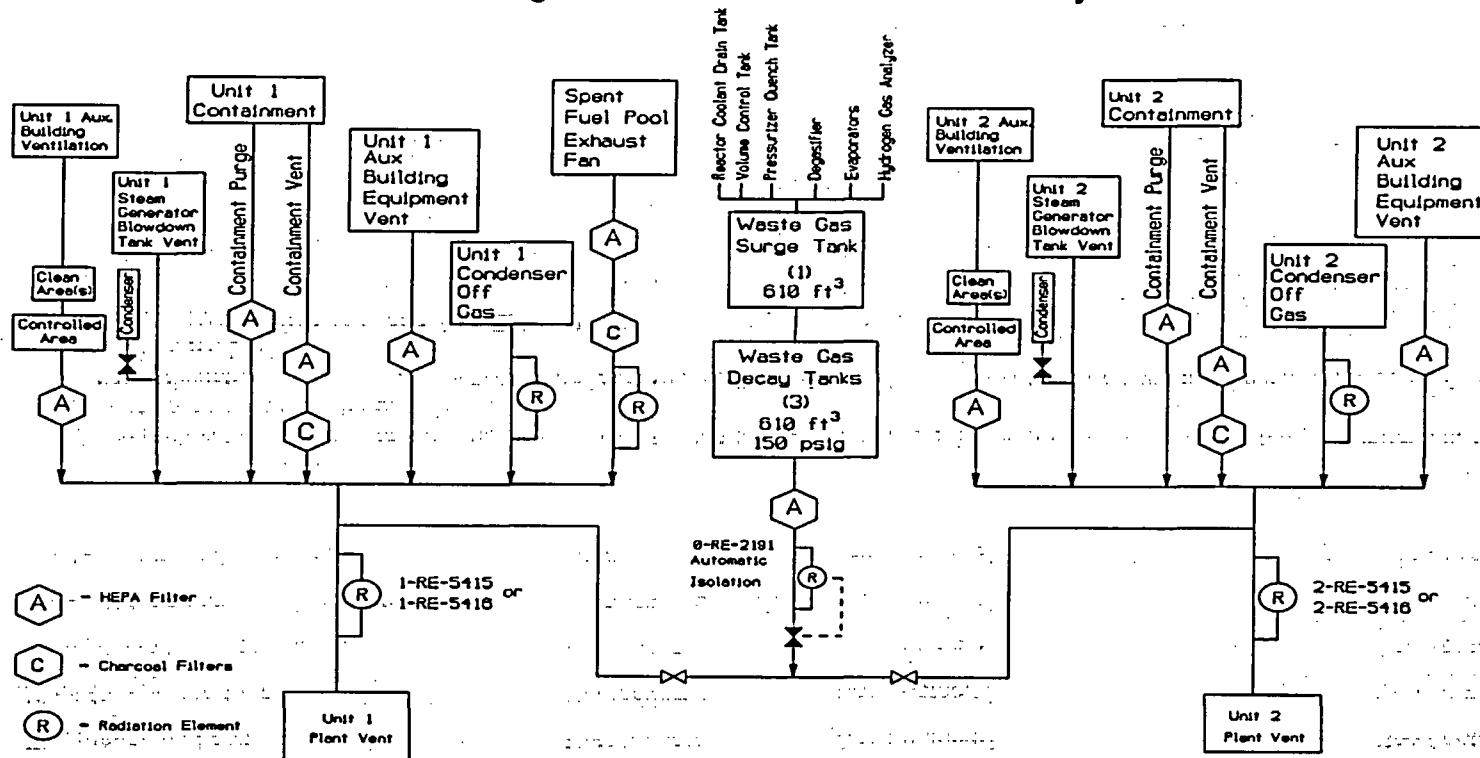 Reactor Coolant Drain Tank
Volume Control Tank
Pressurizer Quench Tank
Degasifier
Evaporators
Hydrogen Gas Analyzer
Unit 1 Aux.
Building
Ventilation
Clean
Area(s)
Controlled
Area
A
Unit 1
Steam
Generator
Blowdown
Tank Vent
Condenser
Unit 1
Containment
Containment Purge
A
Containment Vent
A
C
Unit 1
Aux
Building
Equipment
Vent
A
Unit 1
Condenser
Off
Gas
R
Spent
Fuel Pool
Exhaust
Fan
A
C
R
Waste Gas
Surge Tank
(1)
610 ft³
Waste Gas
Decay Tanks
(3)
610 ft³
150 psig
A
0-RE-2191
Automatic
Isolation
R
Unit 2 Aux.
Building
Ventilation
Clean
Area(s)
Controlled
Area
A
Unit 2
Steam
Generator
Blowdown
Tank Vent
Condenser
Unit 2
Containment
Containment Purge
A
Containment Vent
A
C
Unit 2
Condenser
Off
Gas
R
Unit 2
Aux
Building
Equipment
Vent
A
R
1-RE-5415 or
1-RE-5416
R
2-RE-5415 or
2-RE-5416
A - HEPA Filter
C - Charcoal Filters
R - Radiation Element
Unit 1
Plant Vent
Unit 2
Plant Vent